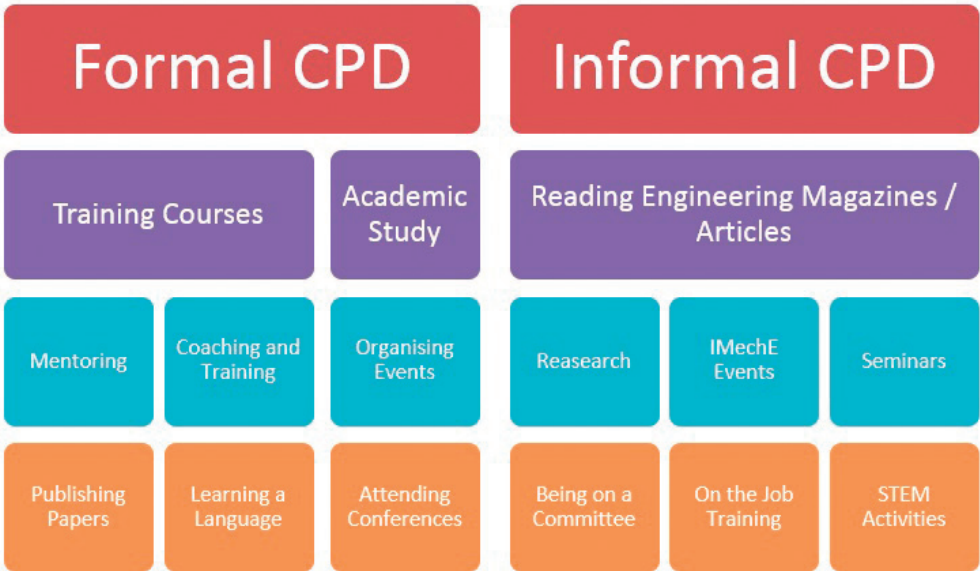 Formal CPD
Informal CPD
Training Courses
Academic
Study
Reading Engineering Magazines /
Articles
Mentoring
Coaching and
Training
Organising
Events
Reasearch
IMechE
Events
Seminars
Publishing
Papers
Learning a
Language
Attending
Conferences
Being on a
Committee
On the Job
Training
STEM
Activities